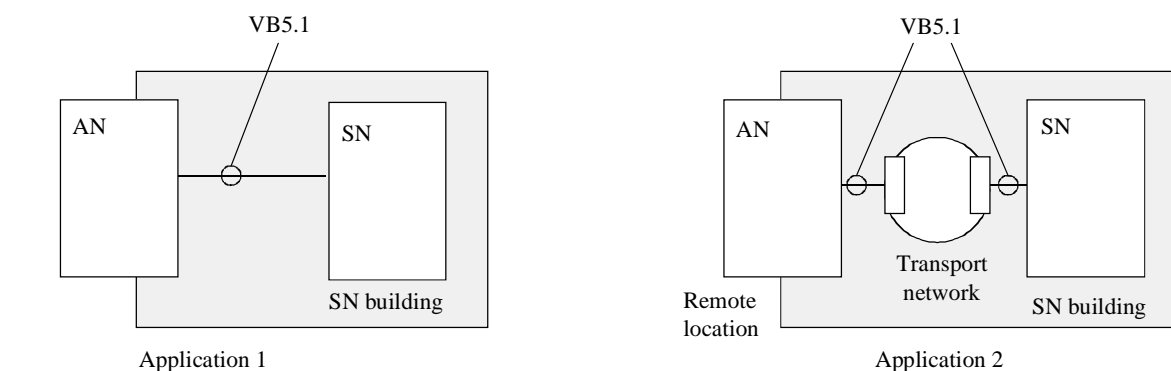 VB5.1
AN
SN
SN building
Application 1
VB5.1
AN
SN
Transport
network
Remote
location
SN building
Application 2